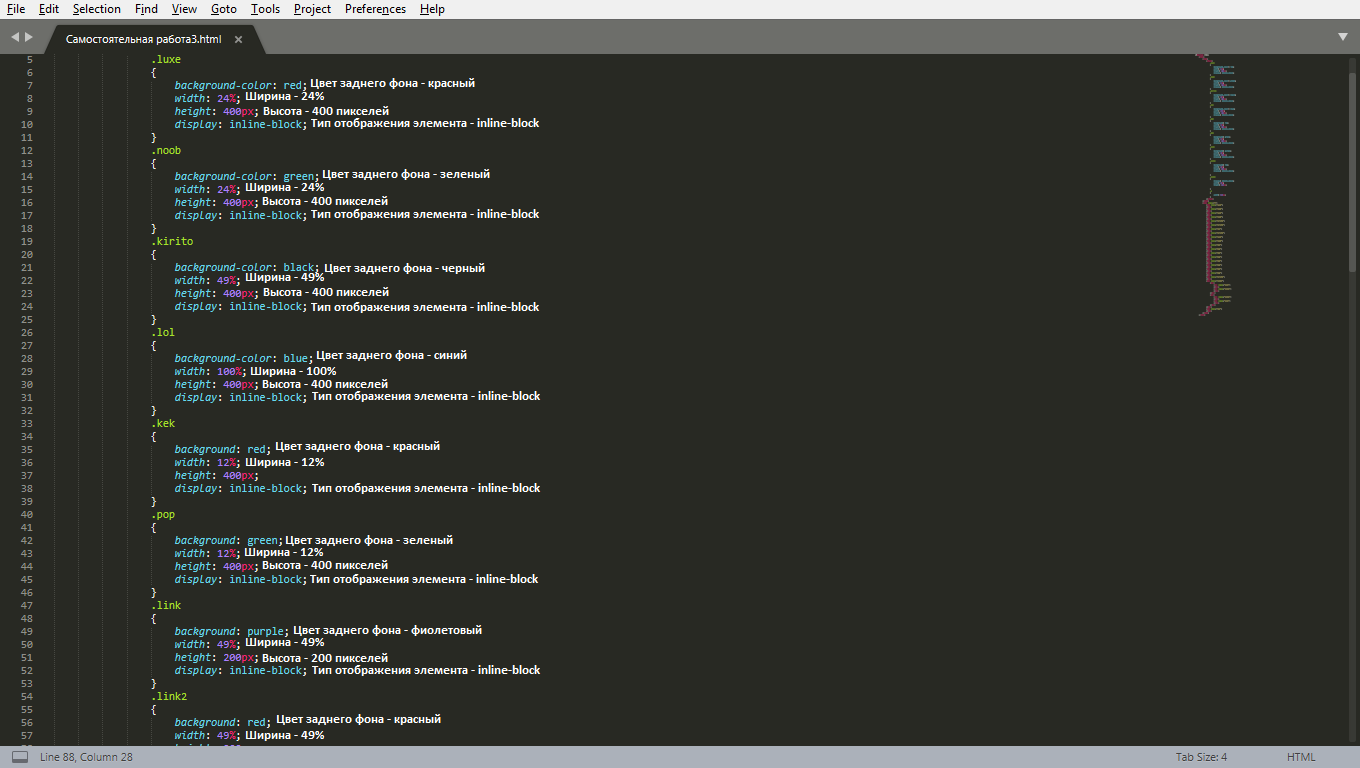 File Edit Selection Find View Goto Tools Project Preferences Help
Самостоятельная работа3.html ×
5 .luxe
6 {
7 background-color: red; Цвет заднего фона - красный
8 width: 24%; Ширина - 24%
9 height: 400px; Высота - 400 пикселей
10 display: inline-block; Тип отображения элемента - inline-block
11 }
12 .noob
13 {
14 background-color: green; Цвет заднего фона - зеленый
15 width: 24%; Ширина - 24%
16 height: 400px; Высота - 400 пикселей
17 display: inline-block; Тип отображения элемента - inline-block
18 }
19 .kirito
20 {
21 background-color: black; Цвет заднего фона - черный
22 width: 49%; Ширина - 49%
23 height: 400px; Высота - 400 пикселей
24 display: inline-block; Тип отображения элемента - inline-block
25 }
26 .lol
27 {
28 background-color: blue; Цвет заднего фона - синий
29 width: 100%; Ширина - 100%
30 height: 400px; Высота - 400 пикселей
31 display: inline-block; Тип отображения элемента - inline-block
32 }
33 .kek
34 {
35 background: red; Цвет заднего фона - красный
36 width: 12%; Ширина - 12%
37 height: 400px;
38 display: inline-block; Тип отображения элемента - inline-block
39 }
40 .pop
41 {
42 background: green; Цвет заднего фона - зеленый
43 width: 12%; Ширина - 12%
44 height: 400px; Высота - 400 пикселей
45 display: inline-block; Тип отображения элемента - inline-block
46 }
47 .link
48 {
49 background: purple; Цвет заднего фона - фиолетовый
50 width: 49%; Ширина - 49%
51 height: 200px; Высота - 200 пикселей
52 display: inline-block; Тип отображения элемента - inline-block
53 }
54 .link2
55 {
56 background: red; Цвет заднего фона - красный
57 width: 49%; Ширина - 49%
Line 88, Column 28 Tab Size: 4 HTML